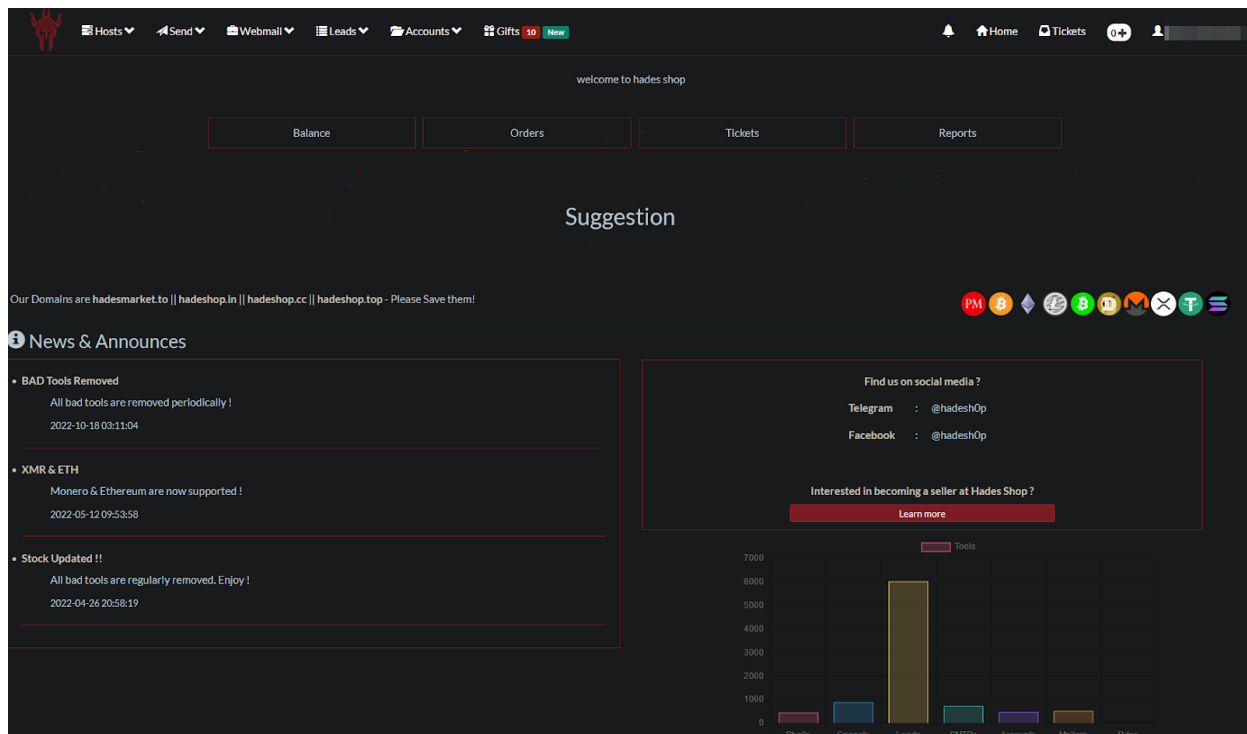 Hosts Send Webmail Leads Accounts Gifts 10 New Home Tickets 0+
welcome to hades shop
Balance Orders Tickets Reports
Suggestion
Our Domains are hadesmarket.to || hadeshop.in || hadeshop.cc || hadeshop.top - Please Save them!
PM
News & Announces
BAD Tools Removed
All bad tools are removed periodically !
2022-10-18 03:11:04
XMR & ETH
Monero & Ethereum are now supported !
2022-05-12 09:53:58
Stock Updated !!
All bad tools are regularly removed. Enjoy !
2022-04-26 20:58:19
Find us on social media ?
Telegram : @hadesh0p
Facebook : @hadesh0p
Interested in becoming a seller at Hades Shop ?
Learn more
Tools
7000
6000
5000
4000
3000
2000
1000
0